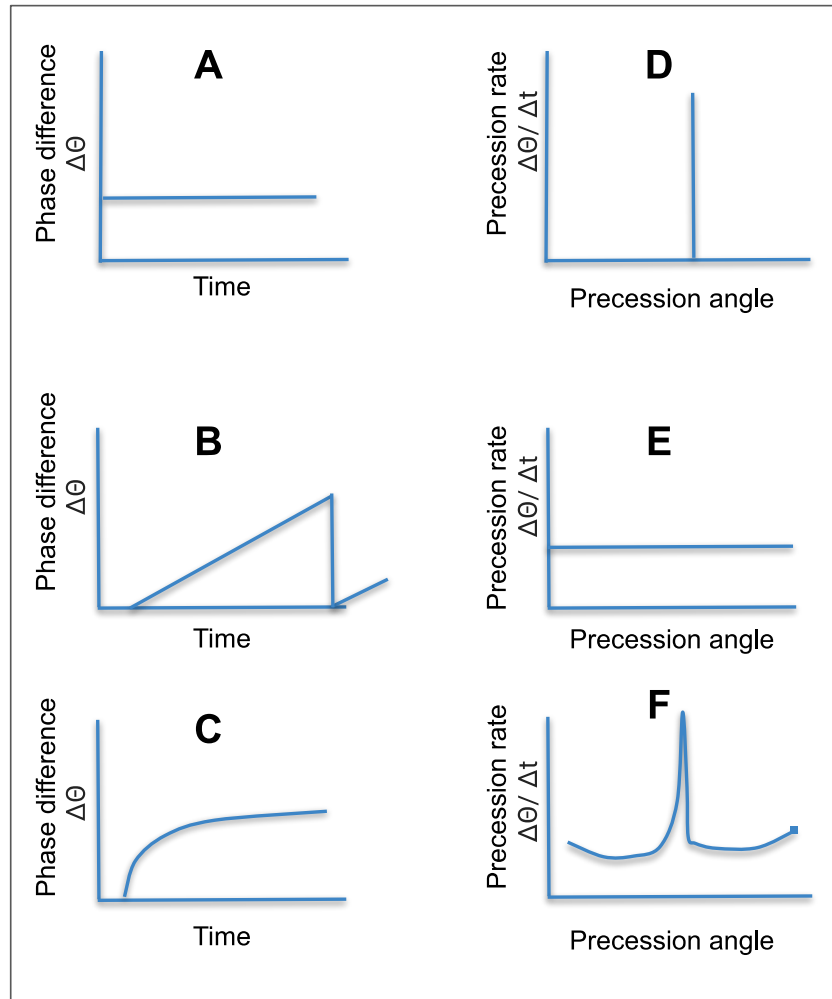 A
Phase difference
ΔΘ
Time
D
Precession rate
ΔΘ/ Δt
Precession angle
B
Phase difference
ΔΘ
Time
E
Precession rate
ΔΘ/ Δt
Precession angle
C
Phase difference
ΔΘ
Time
F
Precession rate
ΔΘ/ Δt
Precession angle